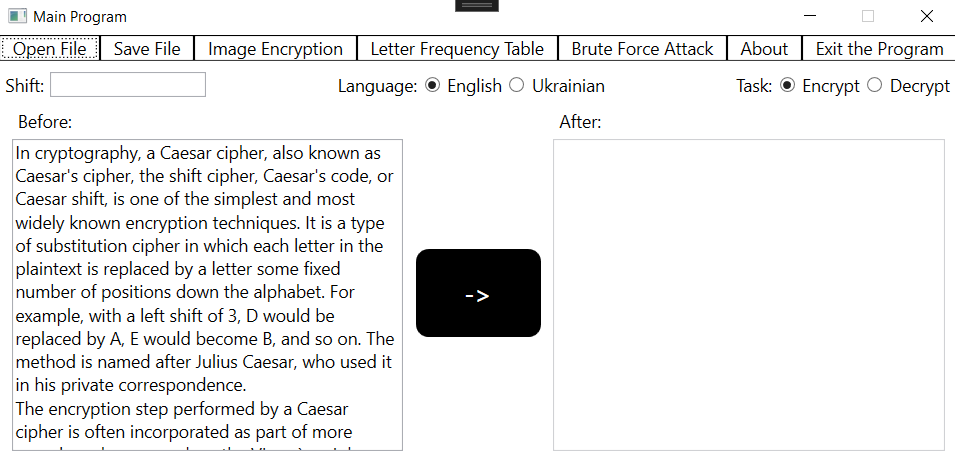 Main Program
Open File Save File Image Encryption Letter Frequency Table Brute Force Attack About Exit the Program
Shift: Language: English Ukrainian Task: Encrypt Decrypt
Before: After:
In cryptography, a Caesar cipher, also known as
Caesar's cipher, the shift cipher, Caesar's code, or
Caesar shift, is one of the simplest and most
widely known encryption techniques. It is a type
of substitution cipher in which each letter in the
plaintext is replaced by a letter some fixed
number of positions down the alphabet. For
example, with a left shift of 3, D would be
replaced by A, E would become B, and so on. The
method is named after Julius Caesar, who used it
in his private correspondence.
The encryption step performed by a Caesar
cipher is often incorporated as part of more
->